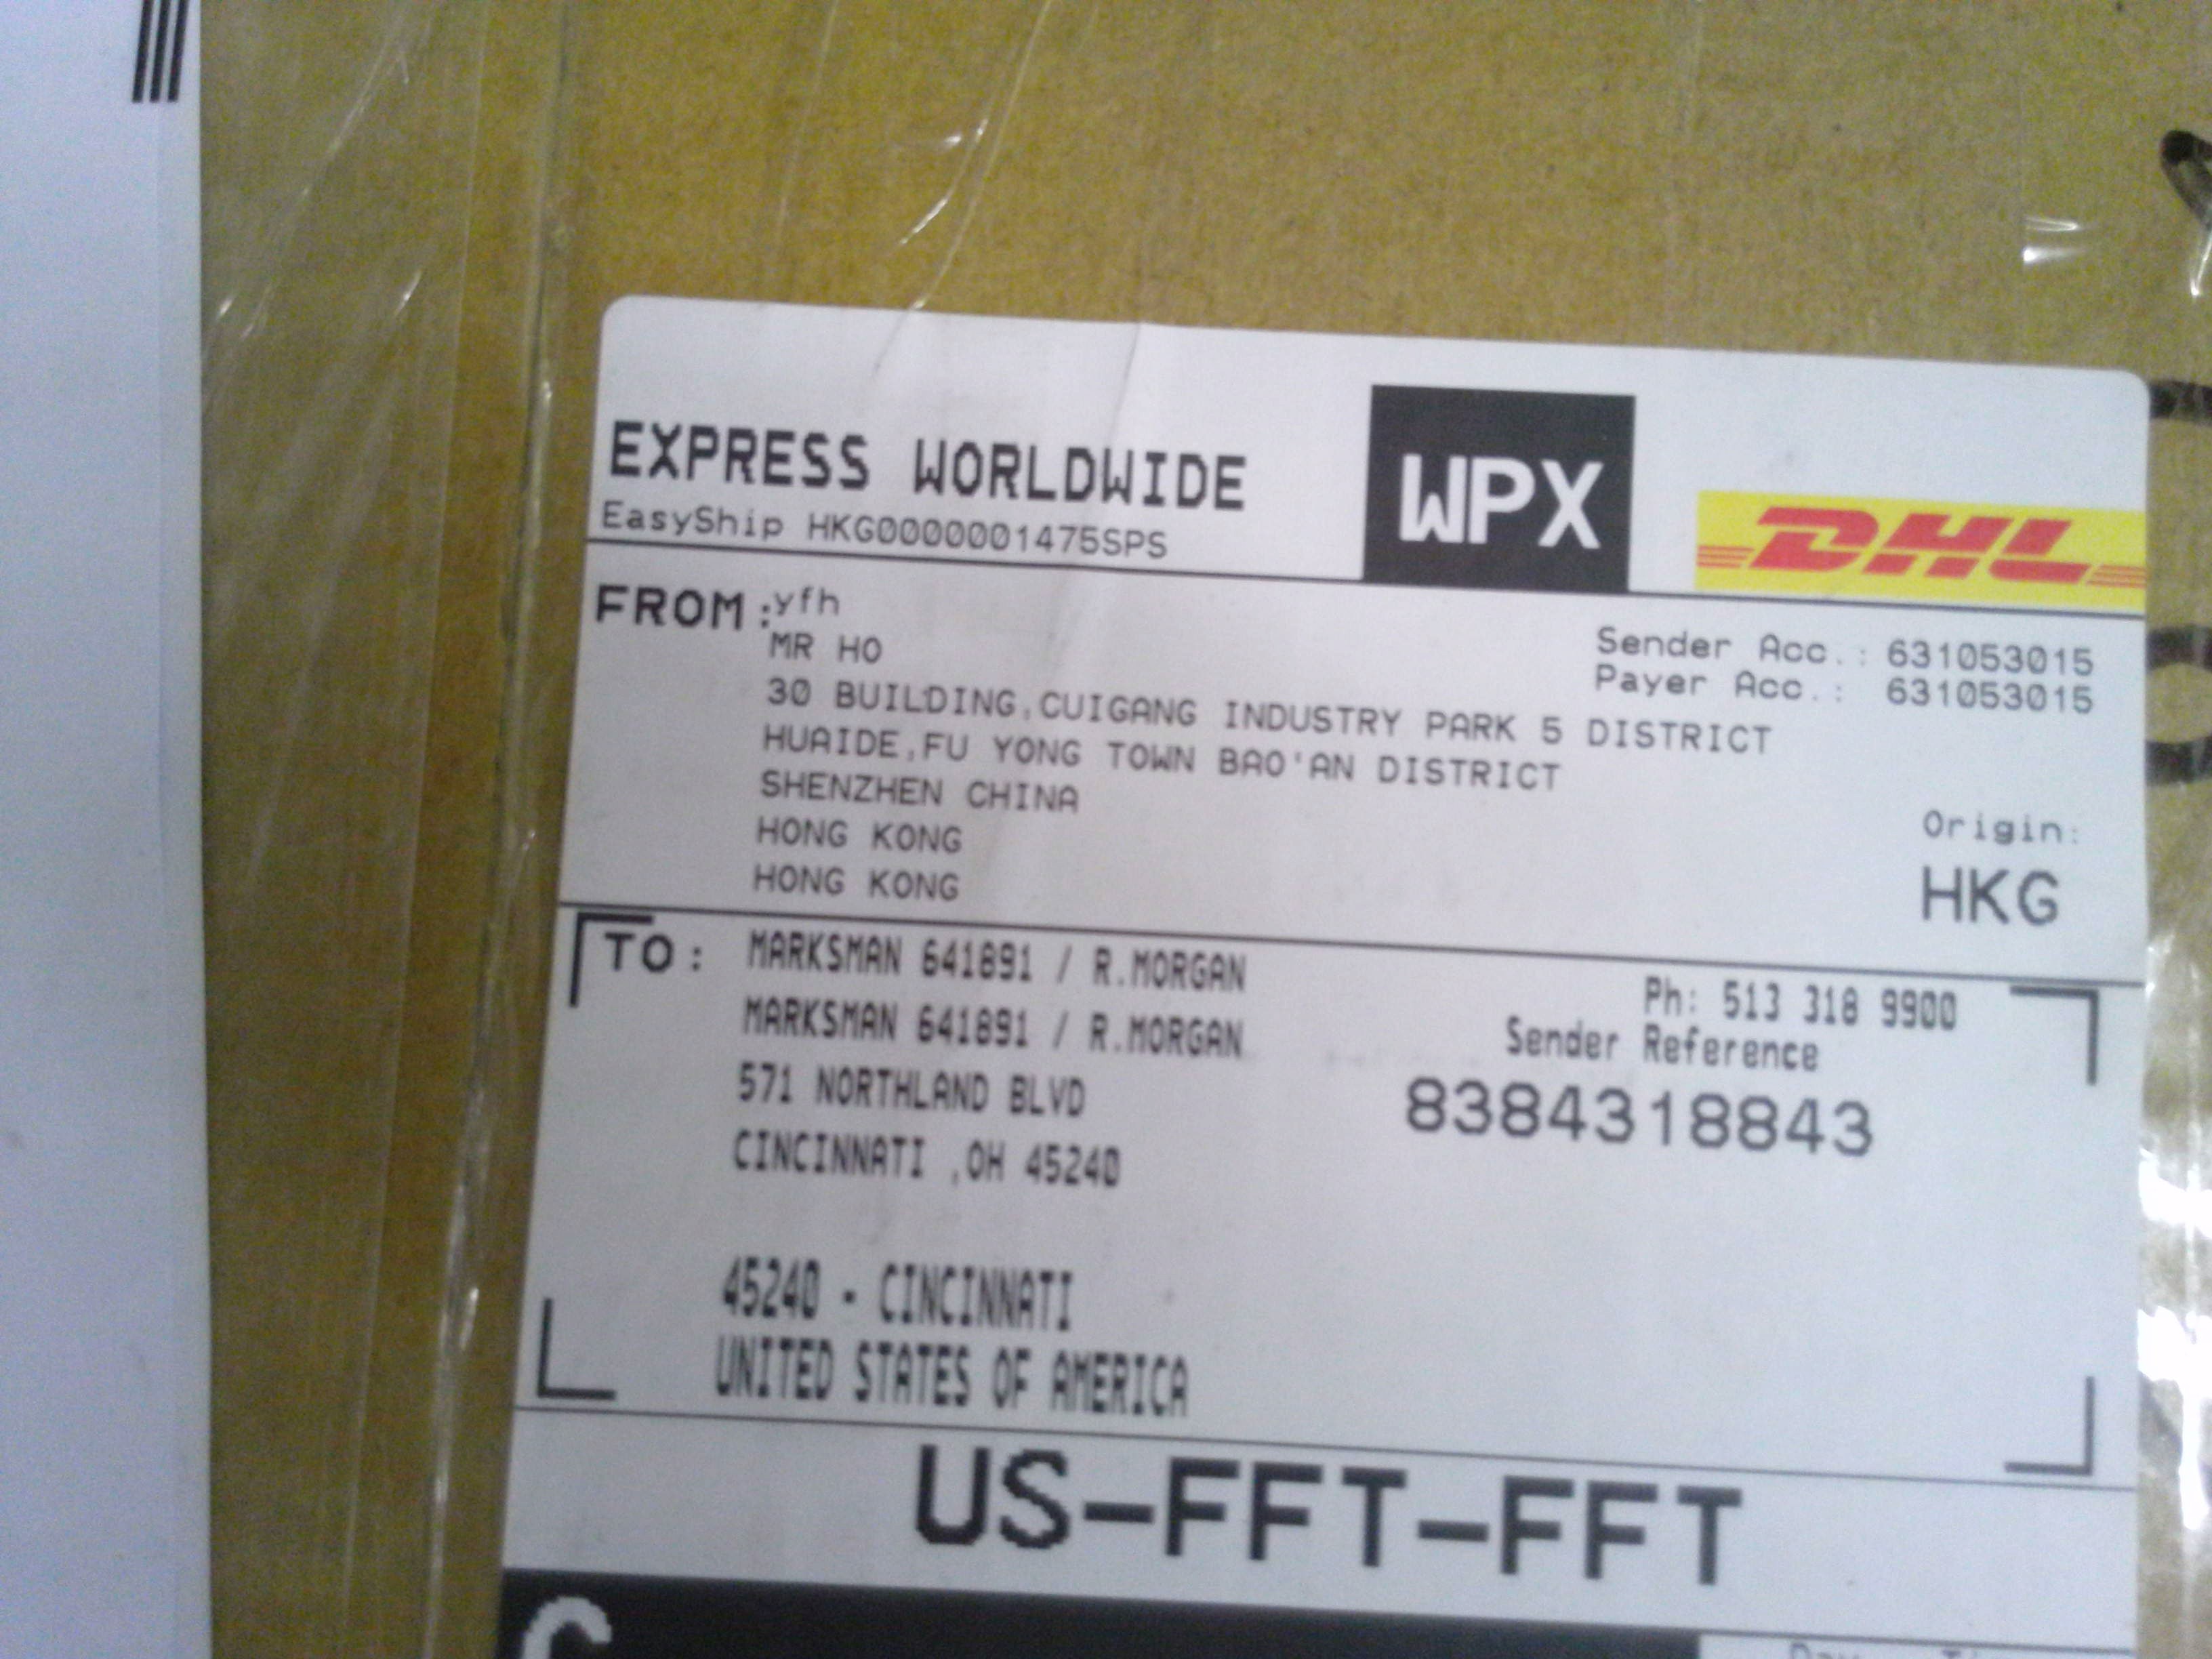 EXPRESS WORLDWIDE
EasyShip HKG0000001475SPS
WPX
DHL
FROM:yfh
MR HO
30 BUILDING,CUIGANG INDUSTRY PARK 5 DISTRICT
HUAIDE,FU YONG TOWN BAO'AN DISTRICT
SHENZHEN CHINA
HONG KONG
HONG KONG
Sender Acc.: 631053015
Payer Acc.: 631053015
Origin:
HKG
TO: MARKSMAN 641891 / R.MORGAN
MARKSMAN 641891 / R.MORGAN
571 NORTHLAND BLVD
CINCINNATI ,OH 45240
45240 - CINCINNATI
UNITED STATES OF AMERICA
Ph: 513 318 9900
Sender Reference
8384318843
US-FFT-FFT